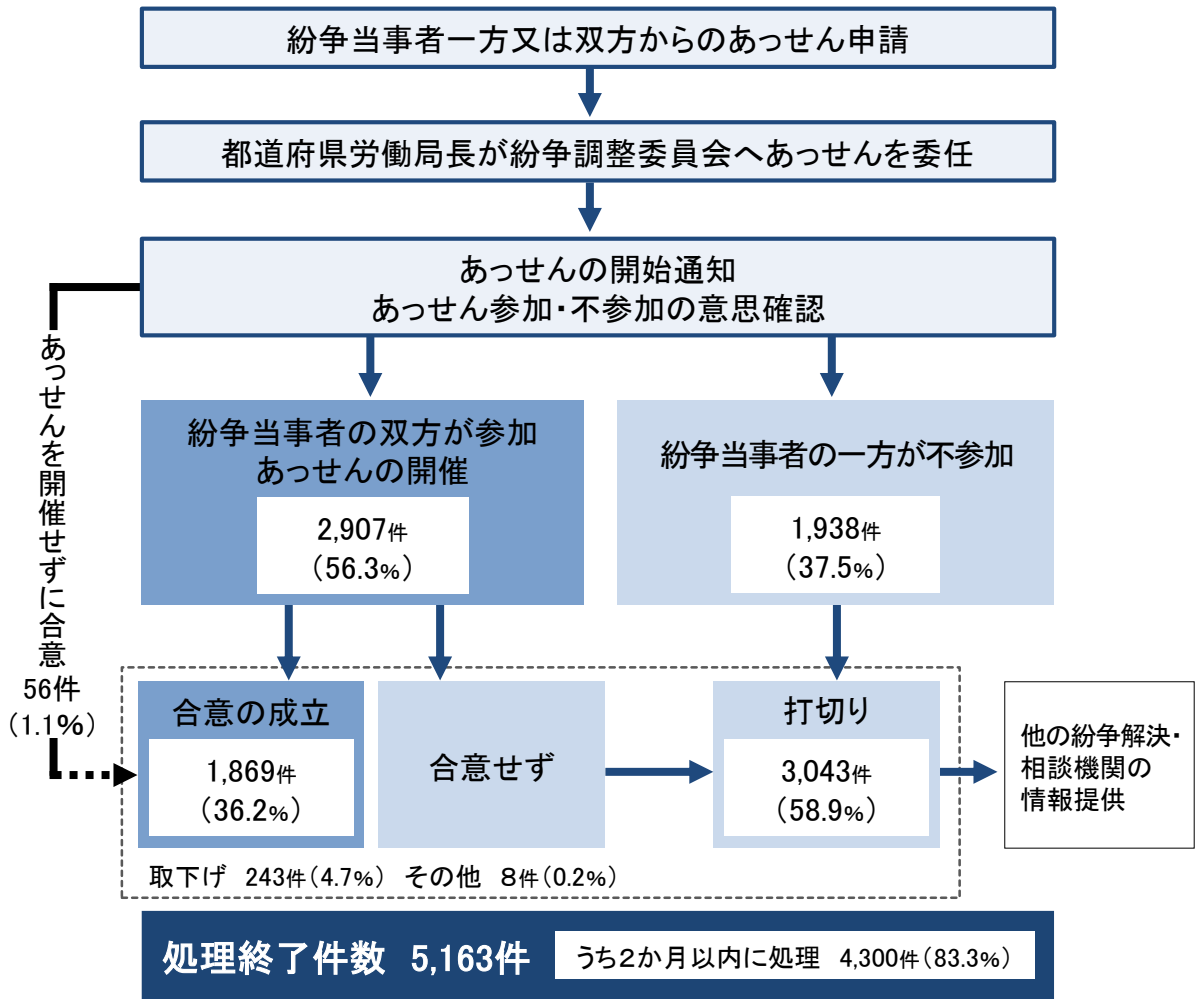 紛争当事者一方又は双方からのあっせん申請
都道府県労働局長が紛争調整委員会へあっせんを委任
あっせんの開始通知
あっせん参加・不参加の意思確認
あっせんを開催せずに合意
56件
（1.1%）
紛争当事者の双方が参加
あっせんの開催
2,907件
（56.3%）
紛争当事者の一方が不参加
1,938件
（37.5%）
合意の成立
1,869件
（36.2%）
合意せず
打切り
3,043件
（58.9%）
他の紛争解決・
相談機関の
情報提供
取下げ 243件（4.7%） その他 8件（0.2%）
処理終了件数 5,163件 うち２か月以内に処理 4,300件（83.3%）